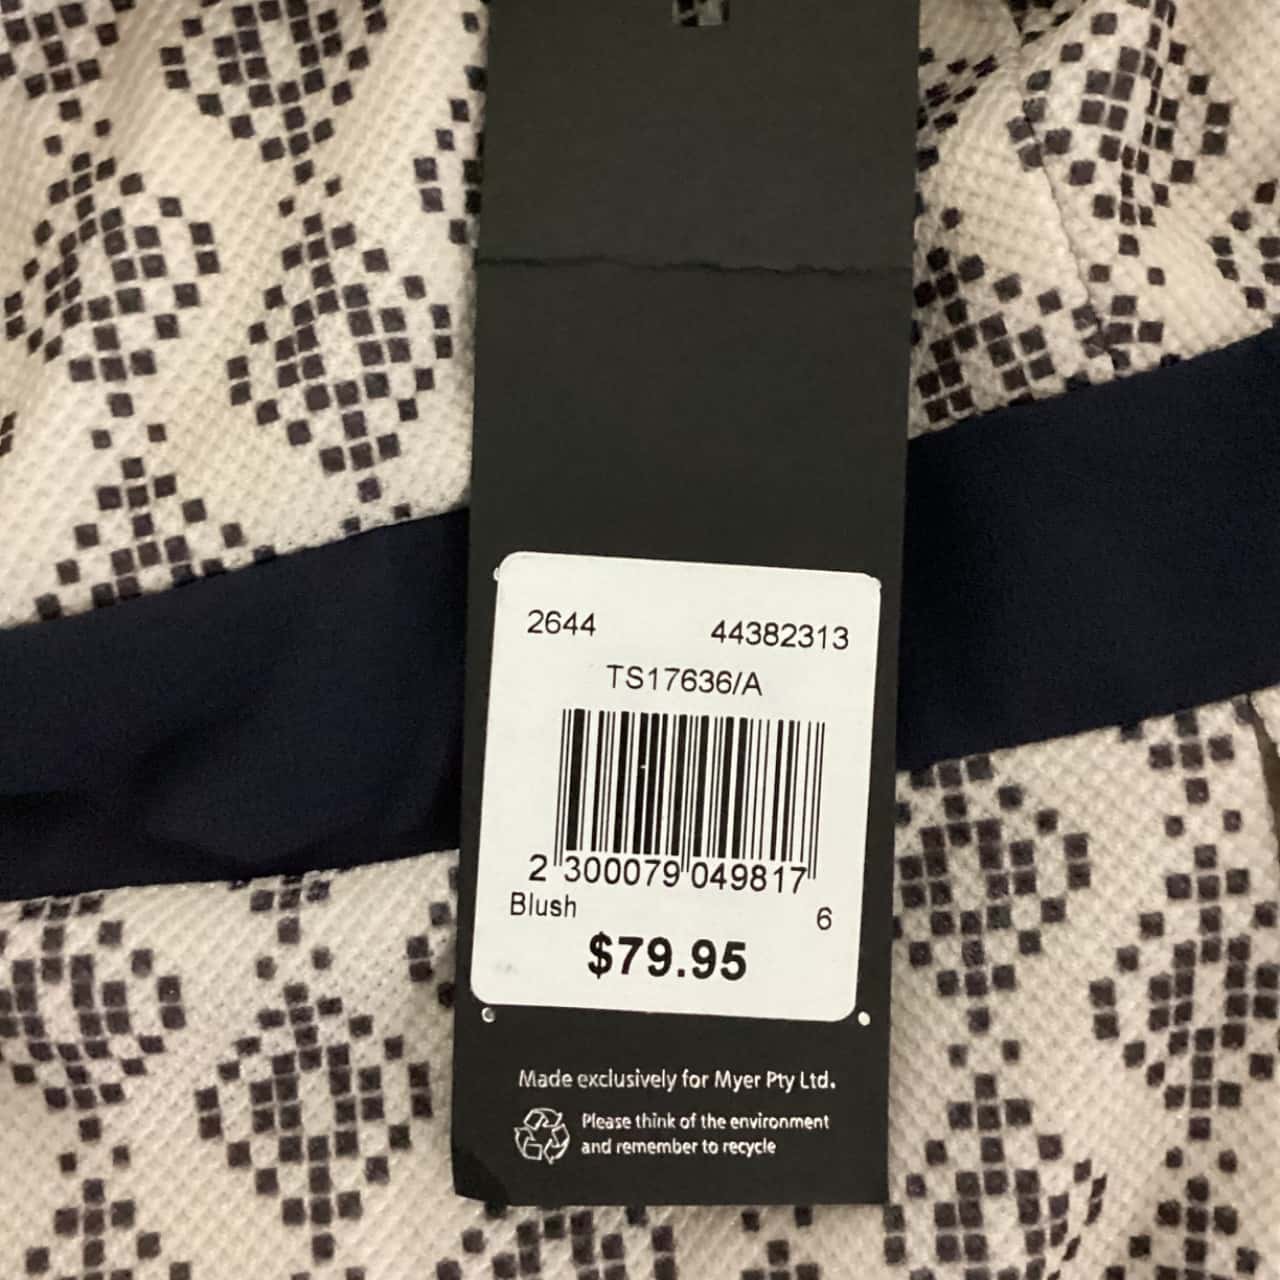 2644 44382313
TS17636/A
2 300079 049817
Blush 6
$79.95
Made exclusively for Myer Pty Ltd.
Please think of the environment
and remember to recycle